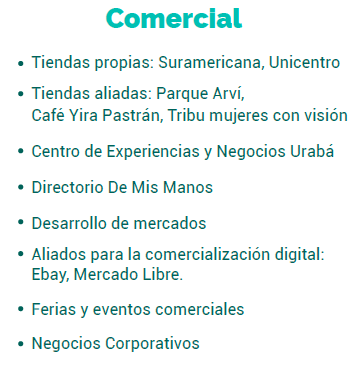 Comercial
• Tiendas propias: Suramericana, Unicentro
• Tiendas aliadas: Parque Arví,
Café Yira Pastrán, Tribu mujeres con visión
• Centro de Experiencias y Negocios Urabá
• Directorio De Mis Manos
• Desarrollo de mercados
• Aliados para la comercialización digital:
Ebay, Mercado Libre.
• Ferias y eventos comerciales
• Negocios Corporativos